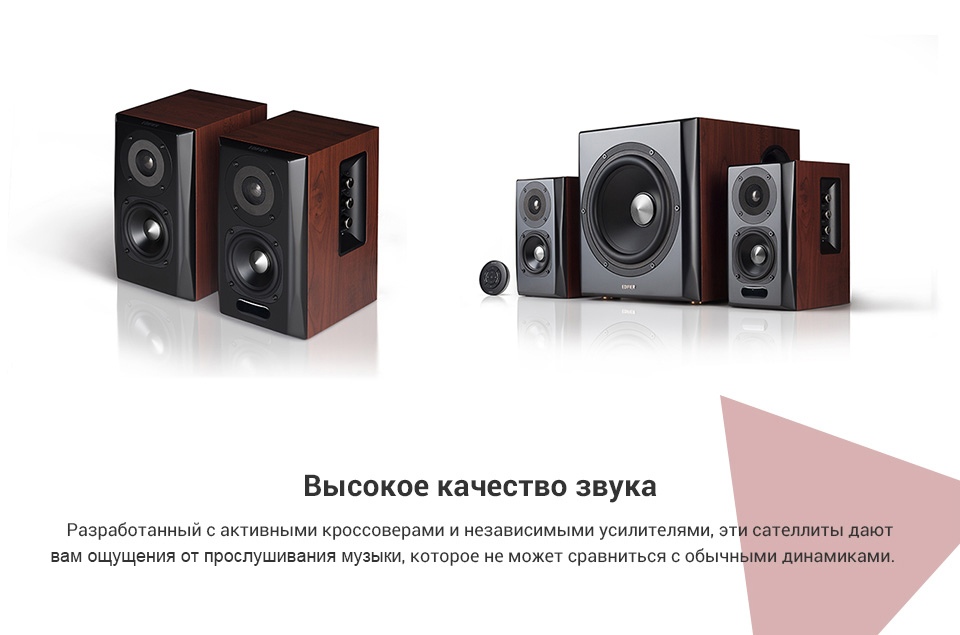 EDIFIER
Высокое качество звука
Разработанный с активными кроссоверами и независимыми усилителями, эти сателлиты дают
вам ощущения от прослушивания музыки, которое не может сравниться с обычными динамиками.